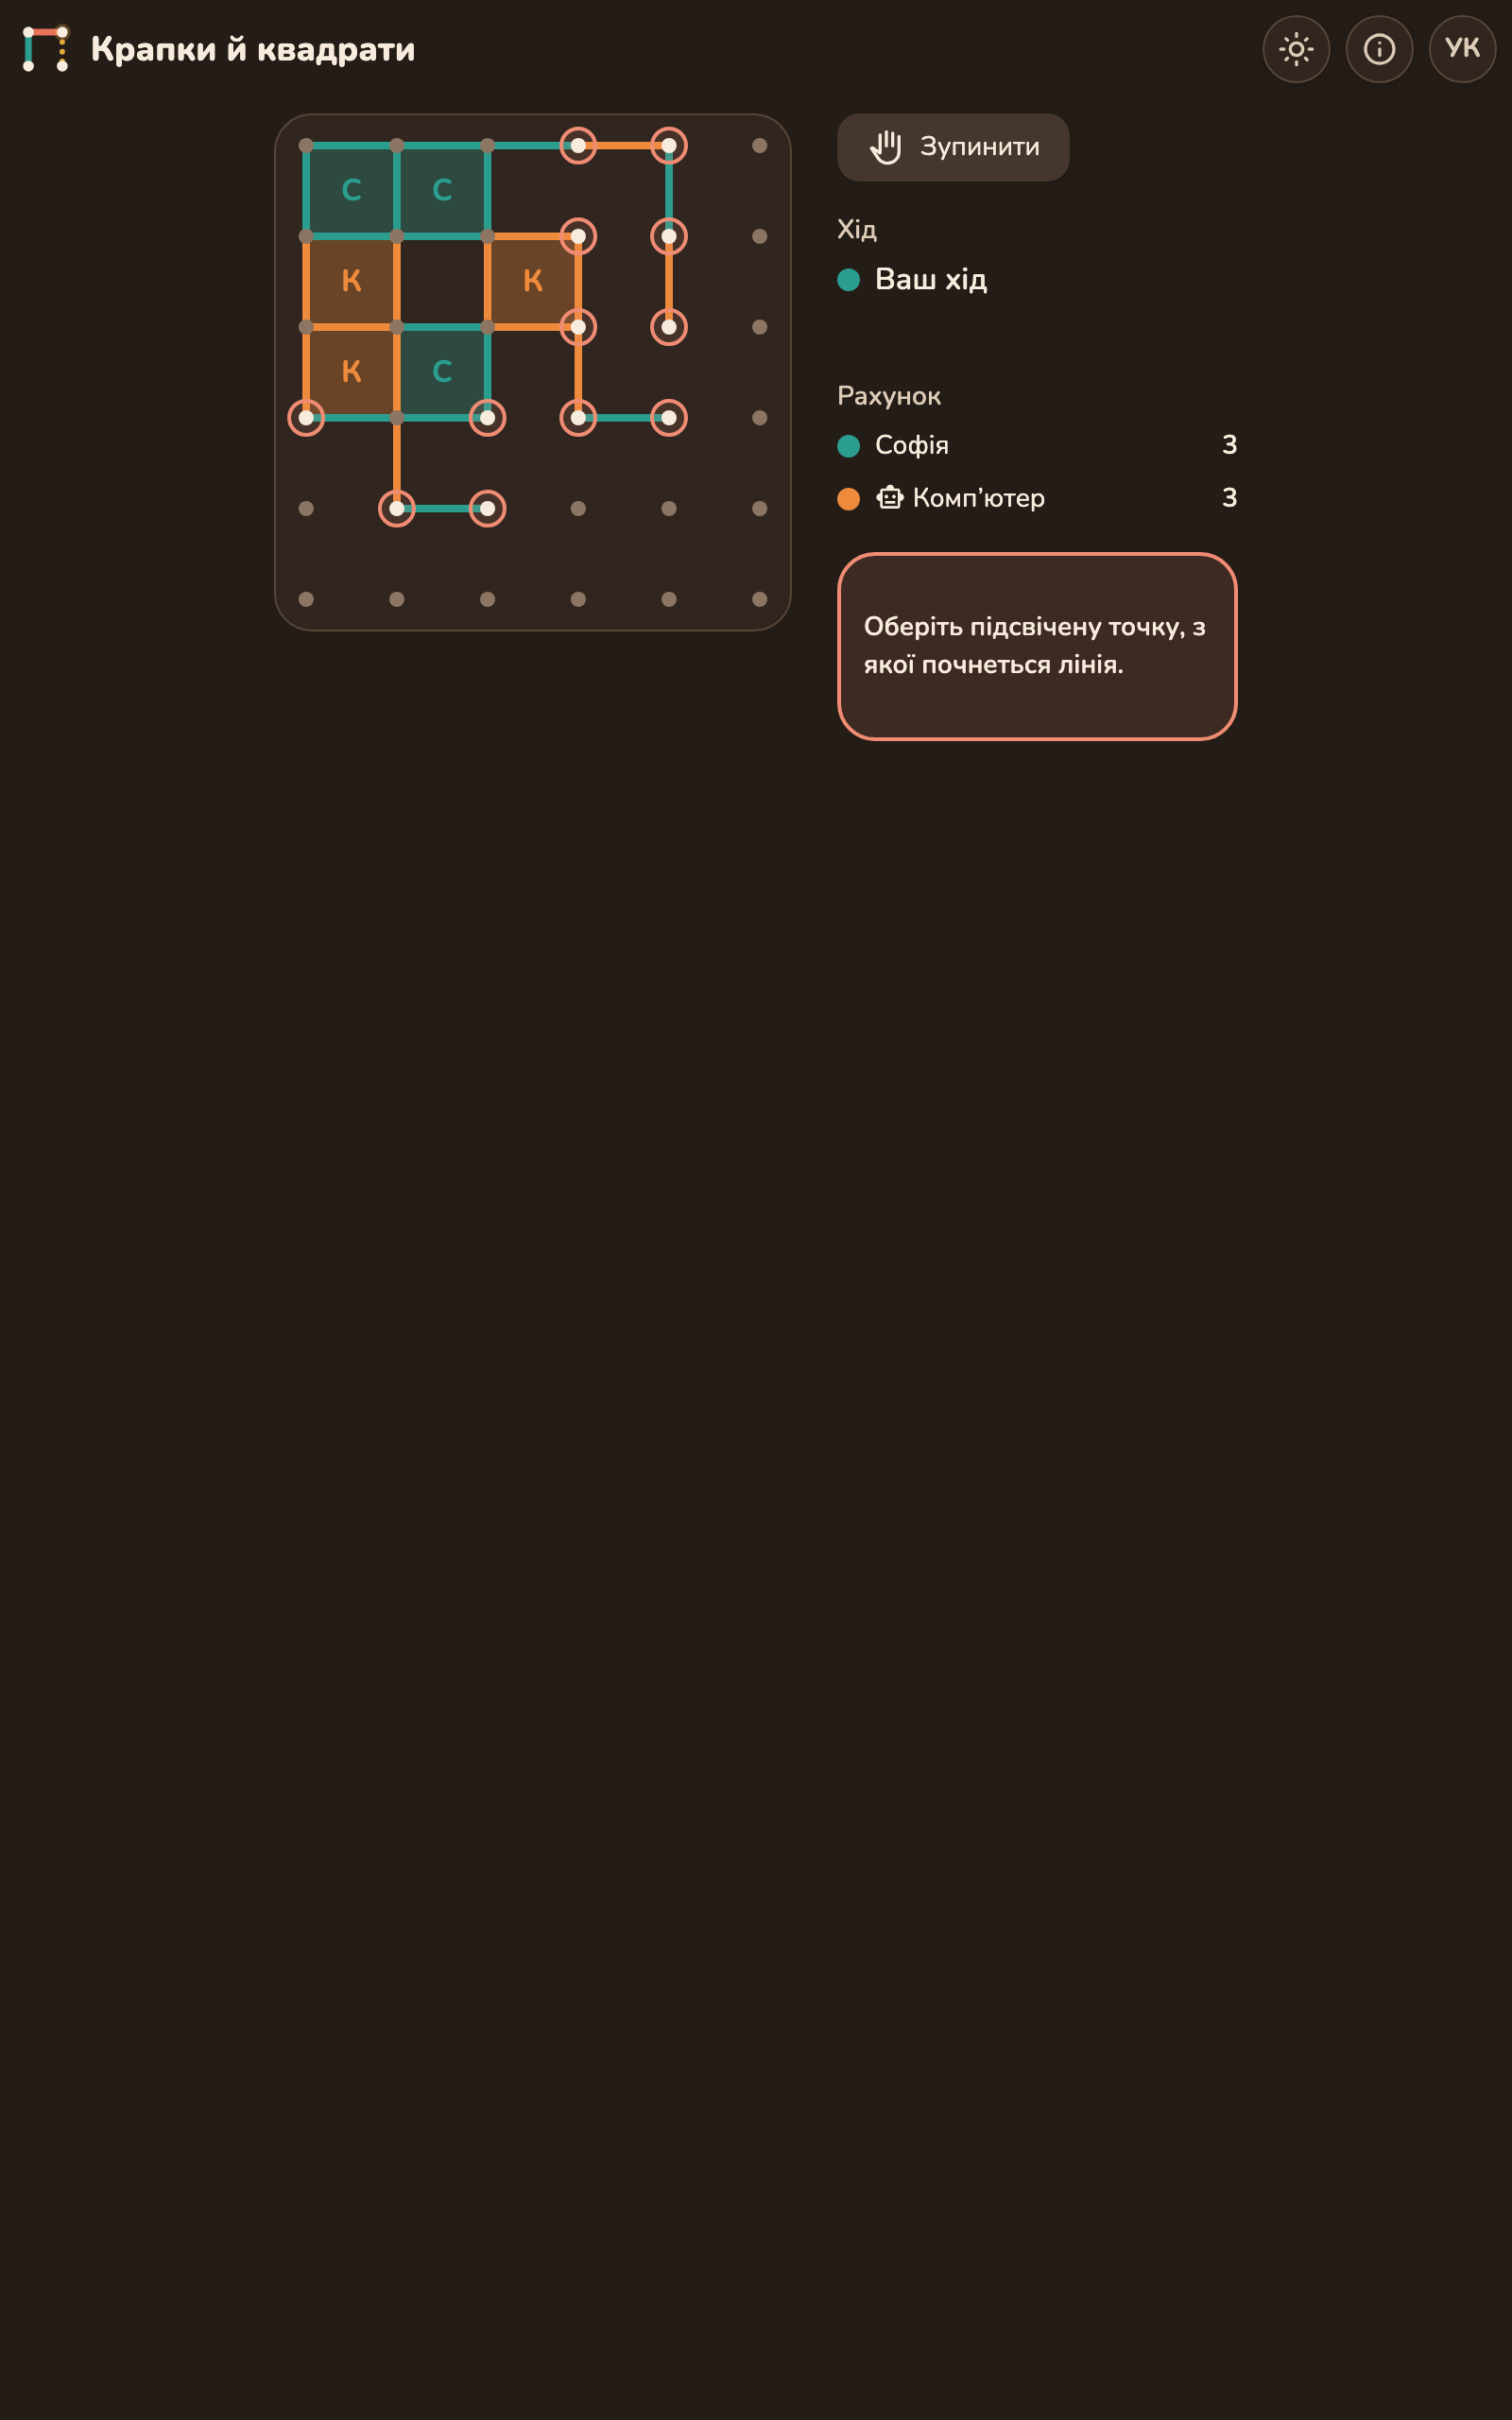 Крапки й квадрати
УК
С С
К К
К С
Зупинити
Хід
Ваш хід
Рахунок
Софія 3
Комп’ютер 3
Оберіть підсвічену точку, з
якої почнеться лінія.